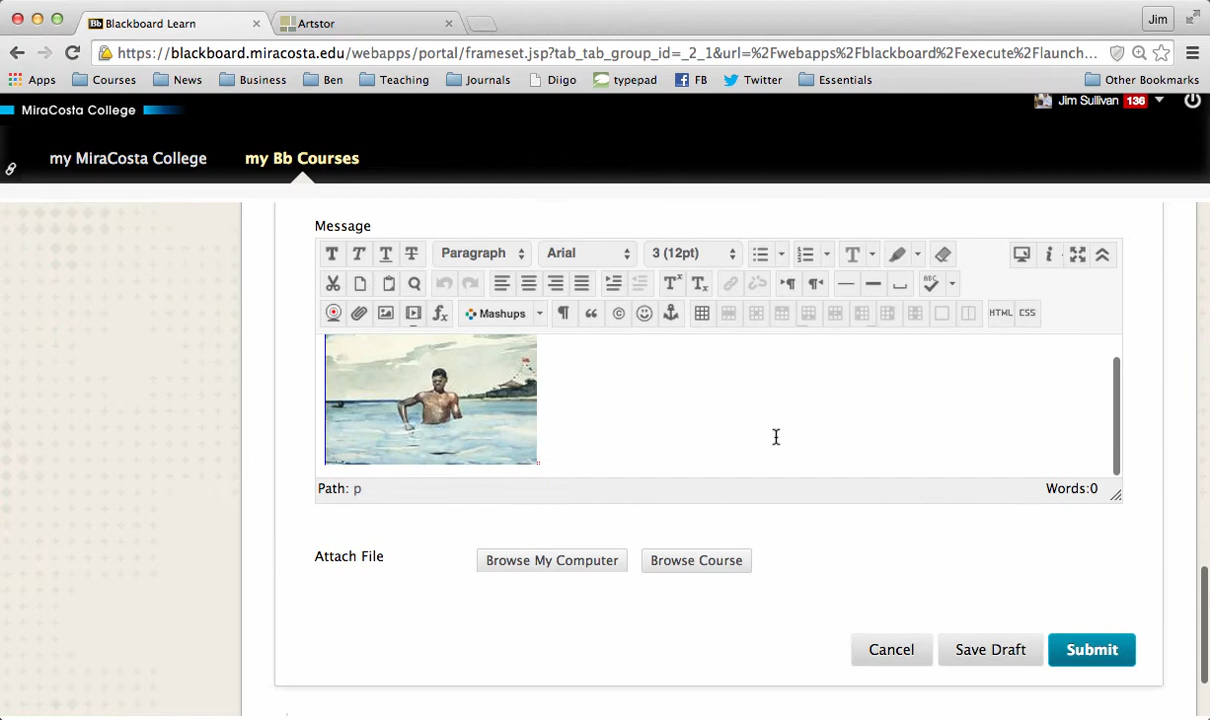 Blackboard Learn
Artstor
Jim
https://blackboard.miracosta.edu/webapps/portal/frameset.jsp?tab_tab_group_id=_2_1&url=%2Fwebapps%2Fblackboard%2Fexecute%2Flaunch...
Apps Courses News Business Ben Teaching Journals Diigo typepad FB Twitter Essentials Other Bookmarks
MiraCosta College
Jim Sullivan 136
my MiraCosta College my Bb Courses
Message
Paragraph Arial 3 (12pt)
Mashups HTML CSS
Path: p Words:0
Attach File Browse My Computer Browse Course
Cancel Save Draft Submit